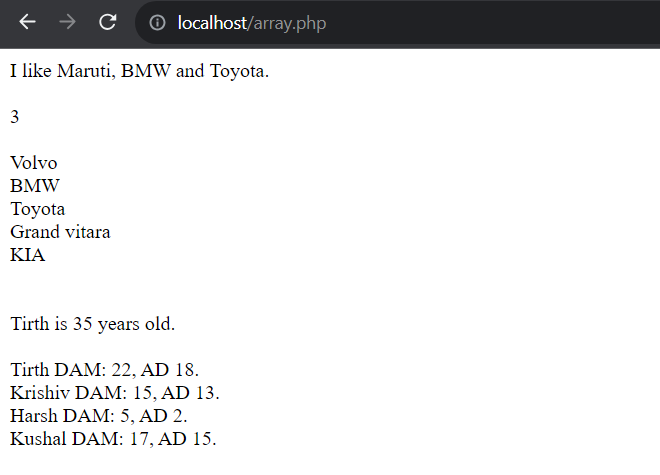 localhost/array.php
I like Maruti, BMW and Toyota.
3
Volvo
BMW
Toyota
Grand vitara
KIA
Tirth is 35 years old.
Tirth DAM: 22, AD 18.
Krishiv DAM: 15, AD 13.
Harsh DAM: 5, AD 2.
Kushal DAM: 17, AD 15.